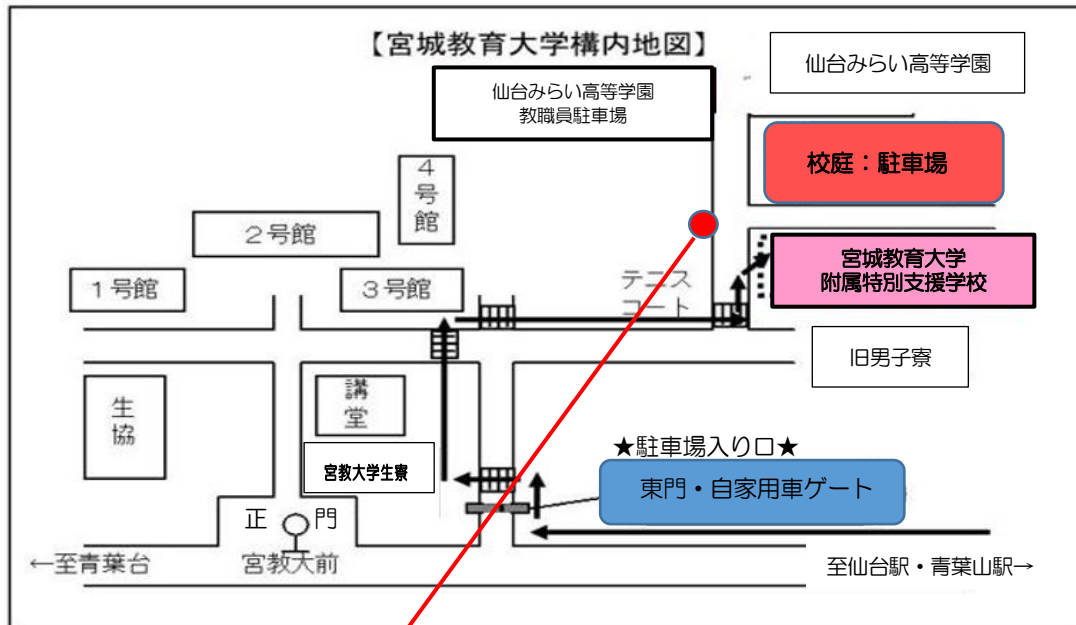 【宮城教育大学構内地図】
仙台みらい高等学園
仙台みらい高等学園
教職員駐車場
校庭：駐車場
4号館
2号館
宮城教育大学
附属特別支援学校
1号館
3号館
テニス
コート
旧男子寮
生協
講堂
★駐車場入り口★
宮教大学生寮
東門・自家用車ゲート
正門
←至青葉台
宮教大前
至仙台駅・青葉山駅→